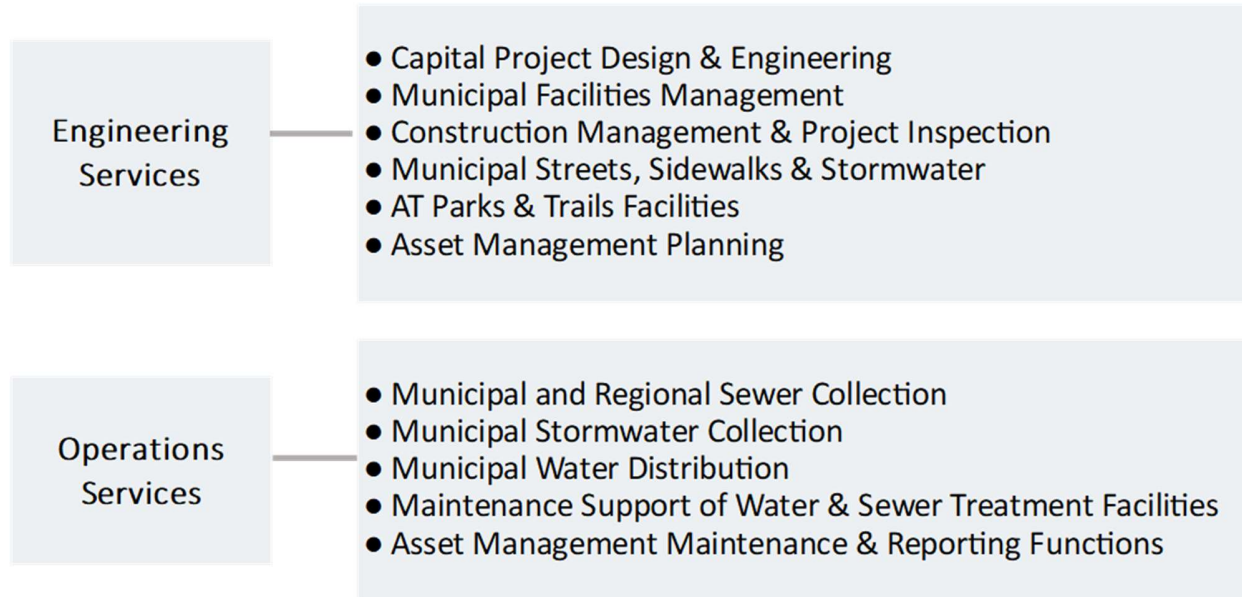 Engineering
Services
● Capital Project Design & Engineering
● Municipal Facilities Management
● Construction Management & Project Inspection
● Municipal Streets, Sidewalks & Stormwater
● AT Parks & Trails Facilities
● Asset Management Planning
Operations
Services
● Municipal and Regional Sewer Collection
● Municipal Stormwater Collection
● Municipal Water Distribution
● Maintenance Support of Water & Sewer Treatment Facilities
● Asset Management Maintenance & Reporting Functions